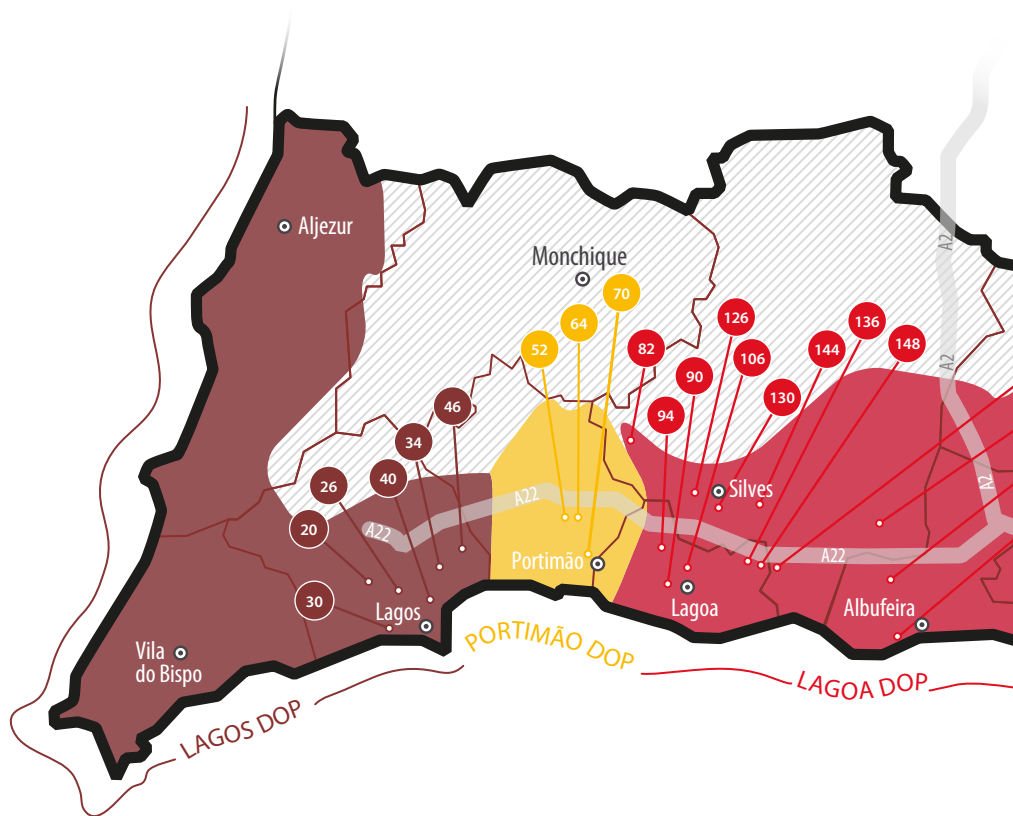 A2
Aljezur
Monchique
70
64
126
136
52
82
144
148
106
90
130
46
94
34
A2
40
26
Silves
A2
20
A22
A22
A22
Portimão
30
Lagos
Lagoa
Albufeira
Vila
do Bispo
PORTIMÃO DOP
LAGOA DOP
LAGOS DOP